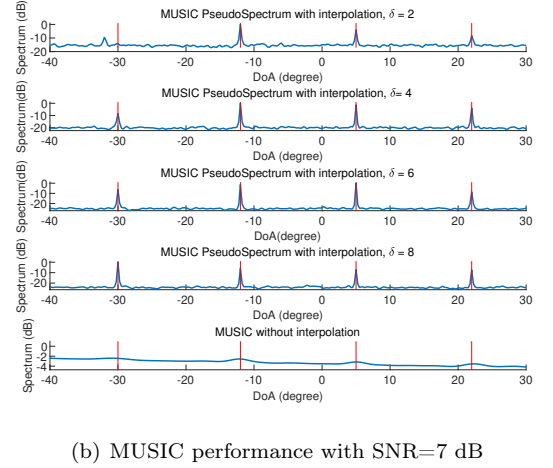 MUSIC PseudoSpectrum with interpolation, δ = 2
Spectrum (dB)
0
-10
-20
-40 -30 -20 -10 0 10 20 30
DoA (degree)
MUSIC PseudoSpectrum with interpolation, δ= 4
Spectrum(dB)
0
-10
-20
-40 -30 -20 -10 0 10 20 30
DoA (degree)
MUSIC PseudoSpectrum with interpolation, δ = 6
Spectrum(dB)
0
-10
-20
-40 -30 -20 -10 0 10 20 30
DoA(degree)
MUSIC PseudoSpectrum with interpolation, δ = 8
Spectrum (dB)
0
-10
-20
-40 -30 -20 -10 0 10 20 30
DoA(degree)
MUSIC without interpolation
Spectrum (dB)
0
-2
-4
-40 -30 -20 -10 0 10 20 30
DoA (degree)
(b) MUSIC performance with SNR=7 dB